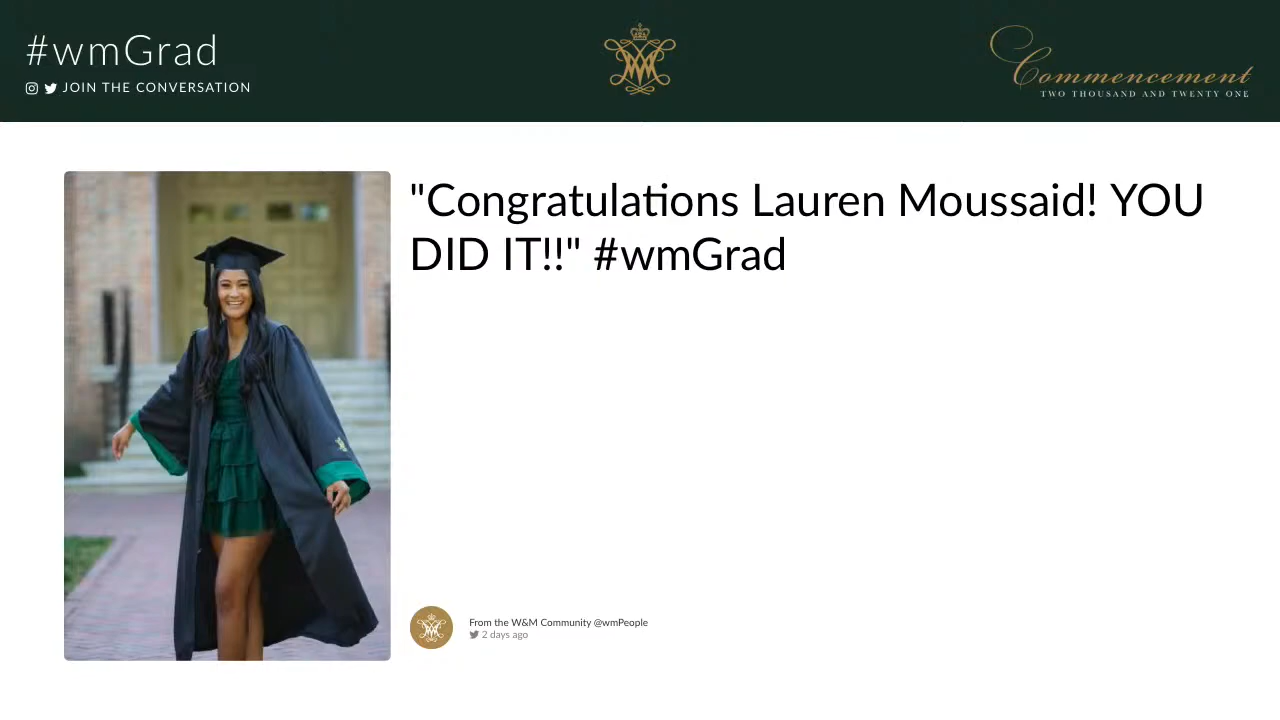 #wmGrad
JOIN THE CONVERSATION
Commencement
TWO THOUSAND AND TWENTY ONE
"Congratulations Lauren Moussaid! YOU
DID IT!!" #wmGrad
From the W&M Community @wmPeople
2 days ago